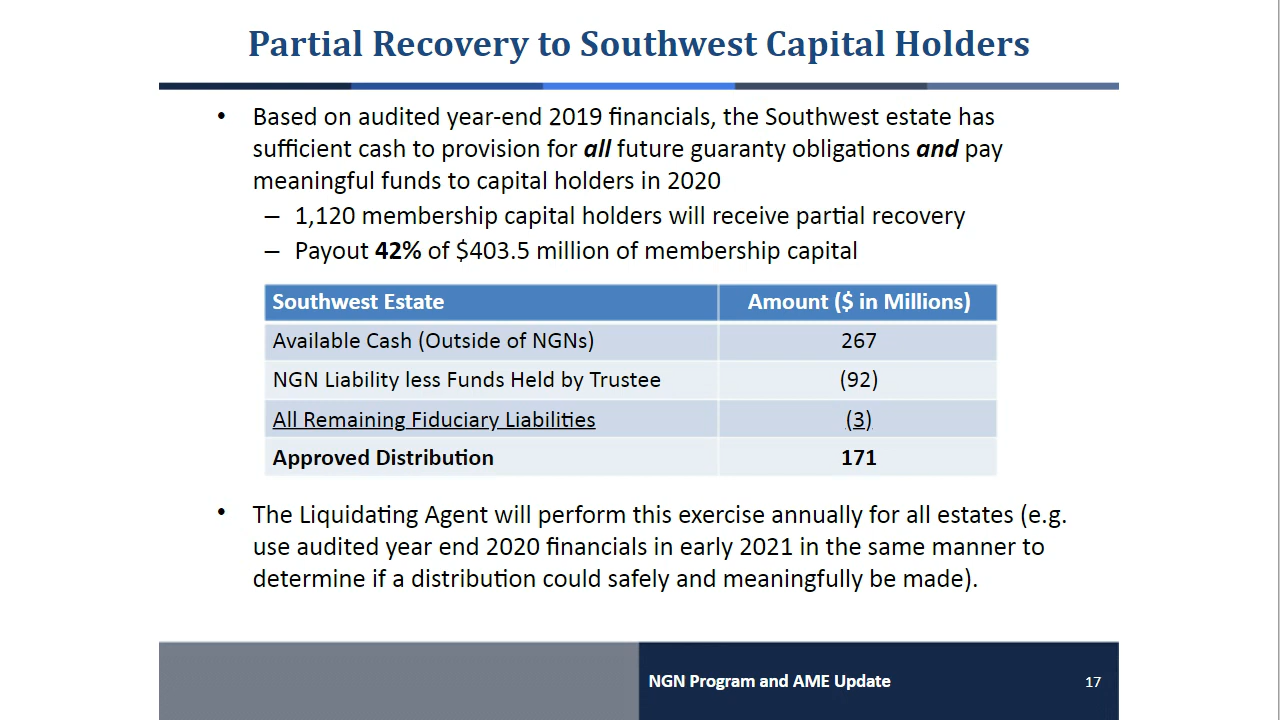 Partial Recovery to Southwest Capital Holders
• Based on audited year-end 2019 financials, the Southwest estate has
sufficient cash to provision for all future guaranty obligations and pay
meaningful funds to capital holders in 2020
– 1,120 membership capital holders will receive partial recovery
– Payout 42% of $403.5 million of membership capital
Southwest Estate Amount ($ in Millions)
Available Cash (Outside of NGNs) 267
NGN Liability less Funds Held by Trustee (92)
All Remaining Fiduciary Liabilities (3)
Approved Distribution 171
• The Liquidating Agent will perform this exercise annually for all estates (e.g.
use audited year end 2020 financials in early 2021 in the same manner to
determine if a distribution could safely and meaningfully be made).
NGN Program and AME Update 17